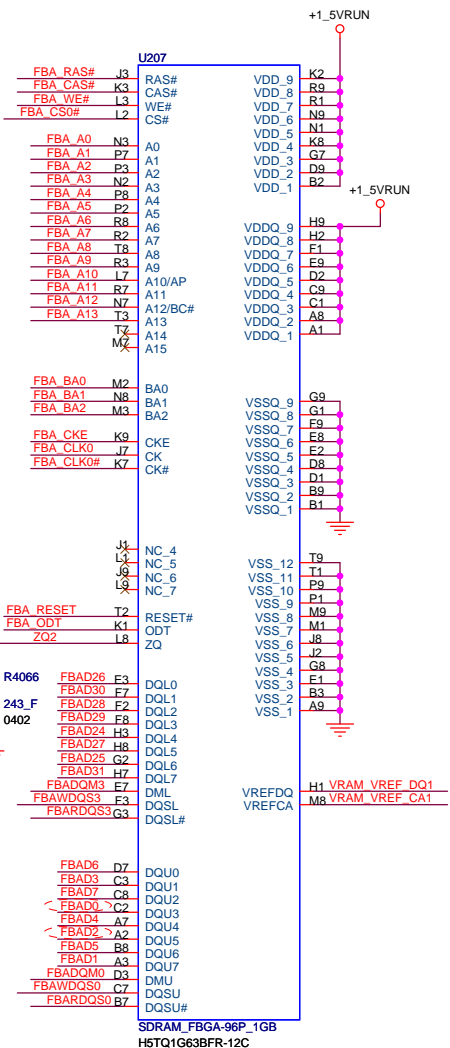 +1_5VRUN
U207
FBA_RAS# J3 RAS# VDD_9 K2
FBA_CAS# K3 CAS# VDD_8 R9
FBA_WE# L3 WE# VDD_7 R1
FBA_CS0# L2 CS# VDD_6 N9
VDD_5 N1
FBA_A0 N3 A0 VDD_4 K8
FBA_A1 P7 A1 VDD_3 G7
FBA_A2 P3 A2 VDD_2 D9
FBA_A3 N2 A3 VDD_1 B2
+1_5VRUN
FBA_A4 P8 A4
FBA_A5 P2 A5
FBA_A6 R8 A6 VDDQ_9 H9
FBA_A7 R2 A7 VDDQ_8 H2
FBA_A8 T8 A8 VDDQ_7 F1
FBA_A9 R3 A9 VDDQ_6 E9
FBA_A10 L7 A10/AP VDDQ_5 D2
FBA_A11 R7 A11 VDDQ_4 C9
FBA_A12 N7 A12/BC# VDDQ_3 C1
FBA_A13 T3 A13 VDDQ_2 A8
T7 A14 VDDQ_1 A1
M7 A15
FBA_BA0 M2 BA0
FBA_BA1 N8 BA1 VSSQ_9 G9
FBA_BA2 M3 BA2 VSSQ_8 G1
VSSQ_7 F9
FBA_CKE K9 CKE VSSQ_6 E8
FBA_CLK0 J7 CK VSSQ_5 E2
FBA_CLK0# K7 CK# VSSQ_4 D8
VSSQ_3 D1
VSSQ_2 B9
VSSQ_1 B1
J1 NC_4
L1 NC_5 VSS_12 T9
J9 NC_6 VSS_11 T1
L9 NC_7 VSS_10 P9
VSS_9 P1
FBA_RESET T2 RESET# VSS_8 M9
FBA_ODT K1 ODT VSS_7 M1
ZQ2 L8 ZQ VSS_6 J8
VSS_5 J2
R4066
FBAD26 E3 DQL0 VSS_4 G8
FBAD30 F7 DQL1 VSS_3 E1
243_F
FBAD28 F2 DQL2 VSS_2 B3
0402
FBAD29 F8 DQL3 VSS_1 A9
FBAD24 H3 DQL4
FBAD27 H8 DQL5
FBAD25 G2 DQL6
FBAD31 H7 DQL7
FBADQM3 E7 DML VREFDQ H1 VRAM_VREF_DQ1
FBAWDQS3 F3 DQSL VREFCA M8 VRAM_VREF_CA1
FBARDQS3 G3 DQSL#
FBAD6 D7 DQU0
FBAD3 C3 DQU1
FBAD7 C8 DQU2
FBAD0 C2 DQU3
FBAD4 A7 DQU4
FBAD2 A2 DQU5
FBAD5 B8 DQU6
FBAD1 A3 DQU7
FBADQM0 D3 DMU
FBAWDQS0 C7 DQSU
FBARDQS0 B7 DQSU#
SDRAM_FBGA-96P_1GB
H5TQ1G63BFR-12C